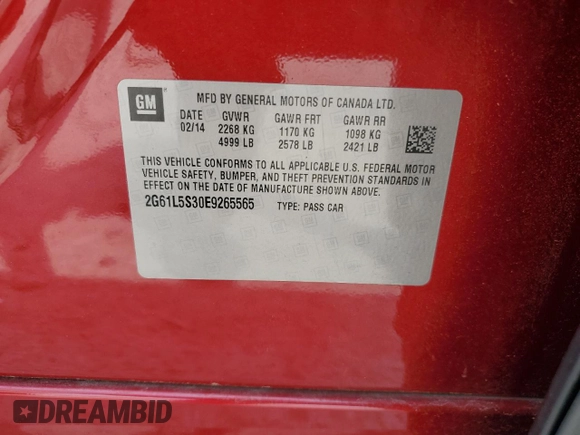 GM
MFD BY GENERAL MOTORS OF CANADA LTD.
DATE GVWR GAWR FRT GAWR RR
02/14 2268 KG 1170 KG 1098 KG
4999 LB 2578 LB 2421 LB
THIS VEHICLE CONFORMS TO ALL APPLICABLE U.S. FEDERAL MOTOR
VEHICLE SAFETY, BUMPER, AND THEFT PREVENTION STANDARDS IN
EFFECT ON THE DATE OF MANUFACTURE SHOWN ABOVE.
2G61L5S30E9265565 TYPE: PASS CAR
DREAMBID